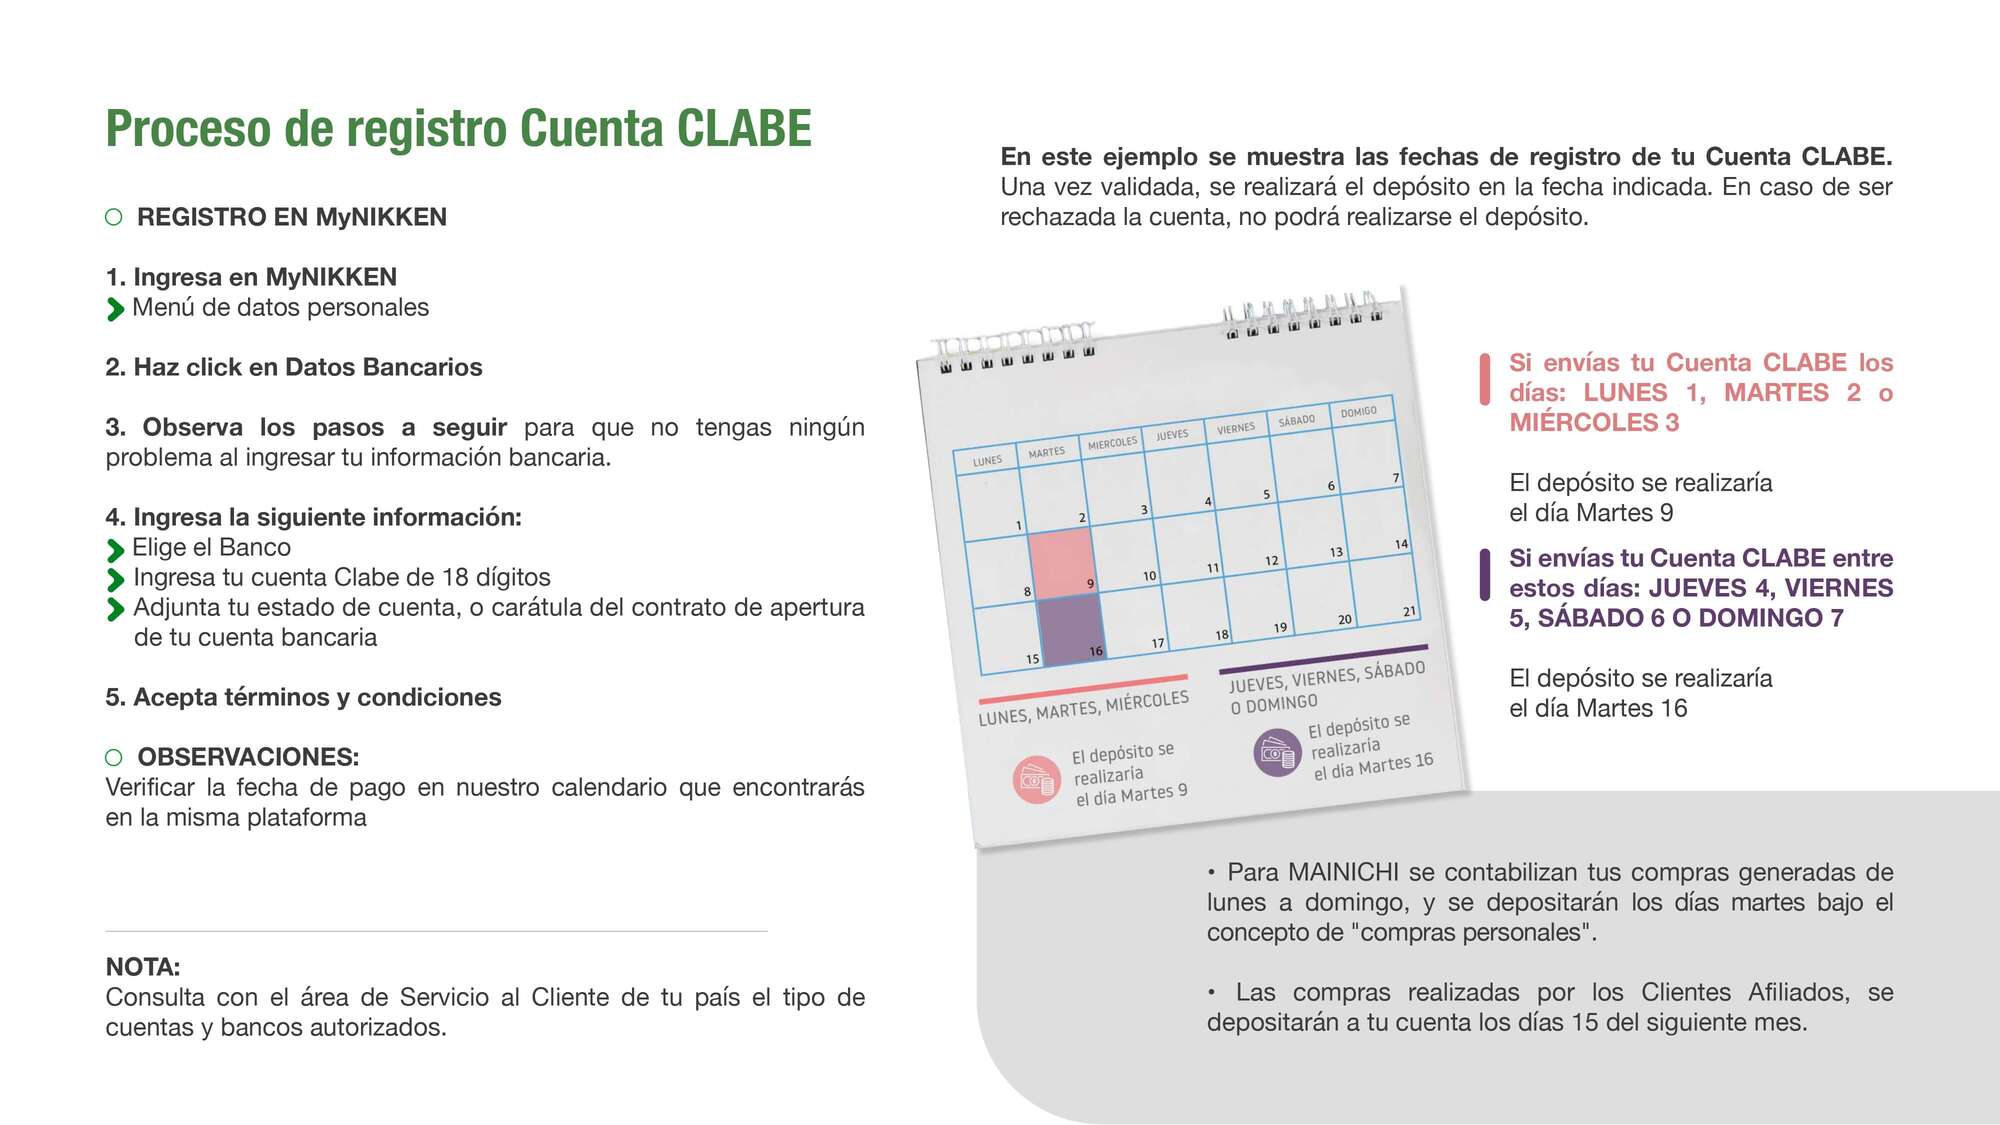 Proceso de registro Cuenta CLABE
REGISTRO EN MyNIKKEN
1. Ingresa en MyNIKKEN
Menú de datos personales
2. Haz click en Datos Bancarios
3. Observa los pasos a seguir para que no tengas ningún
problema al ingresar tu información bancaria.
4. Ingresa la siguiente información:
Elige el Banco
Ingresa tu cuenta Clabe de 18 dígitos
Adjunta tu estado de cuenta, o carátula del contrato de apertura
de tu cuenta bancaria
5. Acepta términos y condiciones
OBSERVACIONES:
Verificar la fecha de pago en nuestro calendario que encontrarás
en la misma plataforma
NOTA:
Consulta con el área de Servicio al Cliente de tu país el tipo de
cuentas y bancos autorizados.
En este ejemplo se muestra las fechas de registro de tu Cuenta CLABE.
Una vez validada, se realizará el depósito en la fecha indicada. En caso de ser
rechazada la cuenta, no podrá realizarse el depósito.
LUNES MARTES MIERCOLES JUEVES VIERNES SÁBADO DOMIGO
1 2 3 4 5 6 7
8 9 10 11 12 13 14
15 16 17 18 19 20 21
LUNES, MARTES, MIÉRCOLES
El depósito se
realizaría
el día Martes 9
JUEVES, VIERNES, SÁBADO
O DOMINGO
El depósito se
realizaría
el día Martes 16
Si envías tu Cuenta CLABE los
días: LUNES 1, MARTES 2 o
MIÉRCOLES 3
El depósito se realizaría
el día Martes 9
Si envías tu Cuenta CLABE entre
estos días: JUEVES 4, VIERNES
5, SÁBADO 6 O DOMINGO 7
El depósito se realizaría
el día Martes 16
• Para MAINICHI se contabilizan tus compras generadas de
lunes a domingo, y se depositarán los días martes bajo el
concepto de "compras personales".
• Las compras realizadas por los Clientes Afiliados, se
depositarán a tu cuenta los días 15 del siguiente mes.